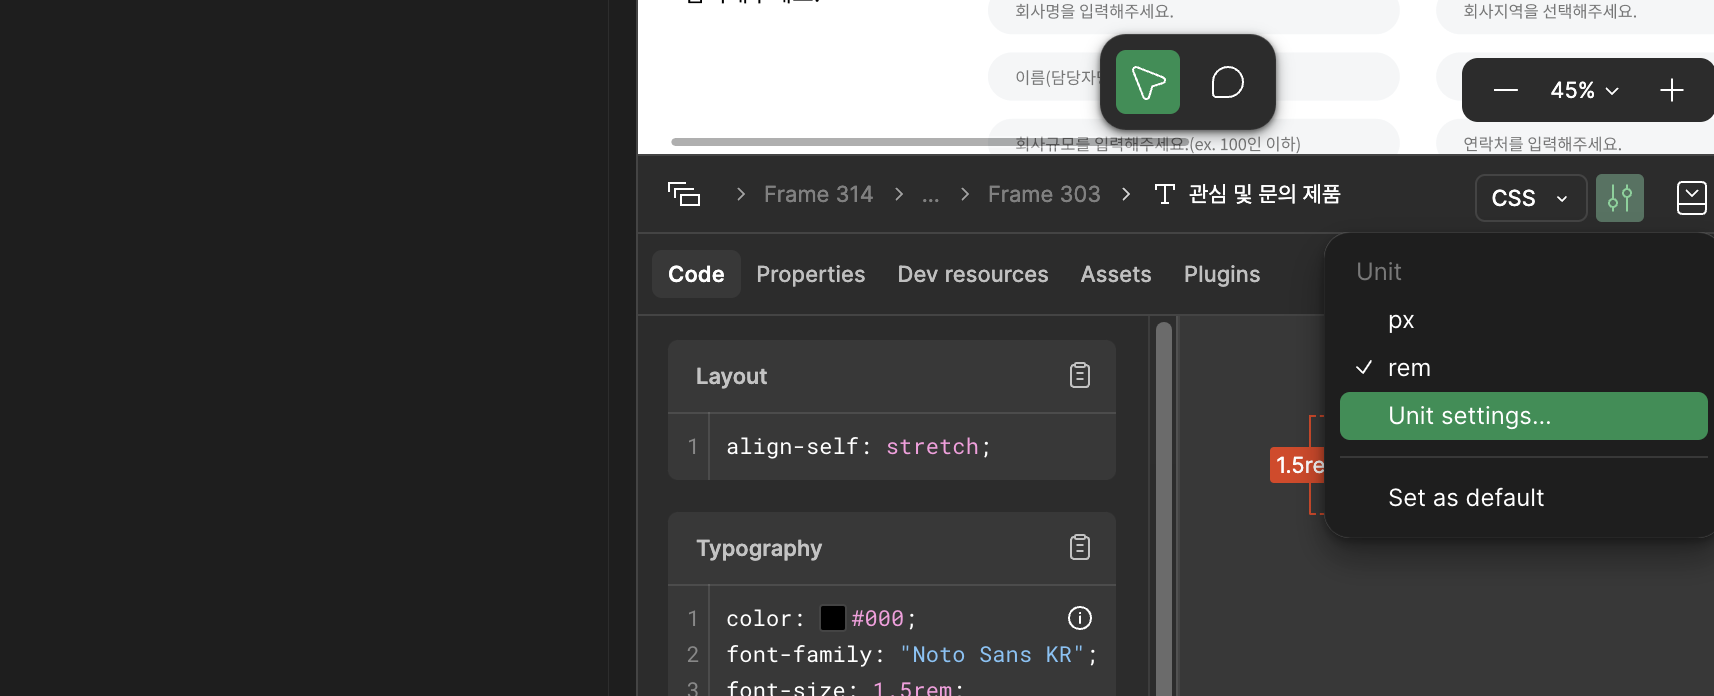 회사명을 입력해주세요.
회사지역을 선택해주세요.
이름(담당자
45%
회사규모를 입력해주세요.(ex. 100인 이하)
연락처를 입력해주세요.
Frame 314
...
Frame 303
관심 및 문의 제품
CSS
Code
Properties
Dev resources
Assets
Plugins
Unit
px
rem
Unit settings...
Set as default
1.5re
Layout
1 align-self: stretch;
Typography
1 color: #000;
2 font-family: "Noto Sans KR";
3 font-size: 1.5rem;